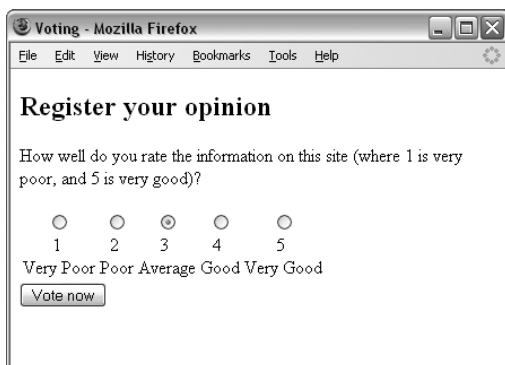 Voting - Mozilla Firefox
File Edit View History Bookmarks Tools Help
Register your opinion
How well do you rate the information on this site (where 1 is very
poor, and 5 is very good)?
1 2 3 4 5
Very Poor Poor Average Good Very Good
Vote now